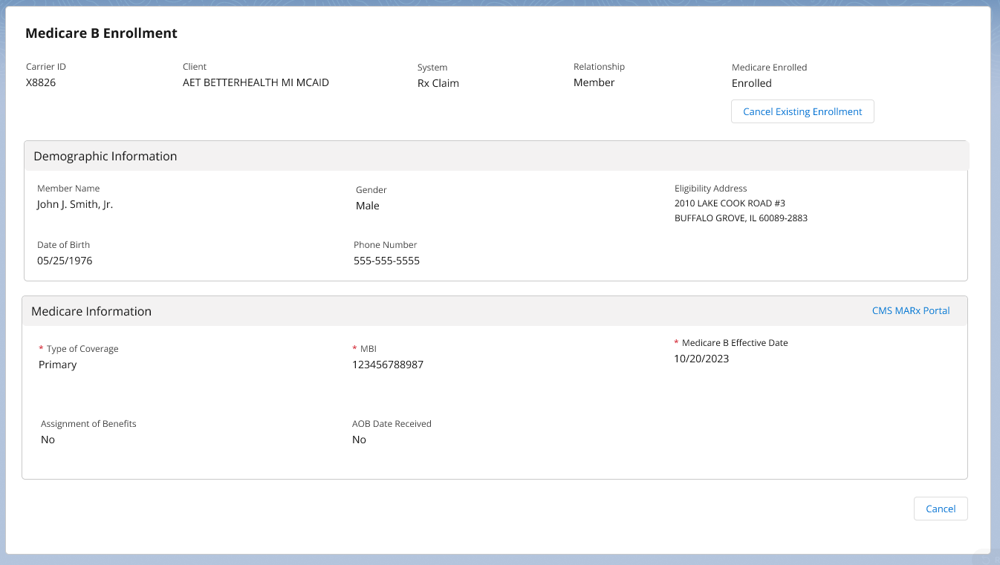 Medicare B Enrollment
Carrier ID
X8826
Client
AET BETTERHEALTH MI MCAID
System
Rx Claim
Relationship
Member
Medicare Enrolled
Enrolled
Cancel Existing Enrollment
Demographic Information
Member Name
John J. Smith, Jr.
Gender
Male
Eligibility Address
2010 LAKE COOK ROAD #3
BUFFALO GROVE, IL 60089-2883
Date of Birth
05/25/1976
Phone Number
555-555-5555
Medicare Information
CMS MARx Portal
* Type of Coverage
Primary
* MBI
123456788987
* Medicare B Effective Date
10/20/2023
Assignment of Benefits
No
AOB Date Received
No
Cancel